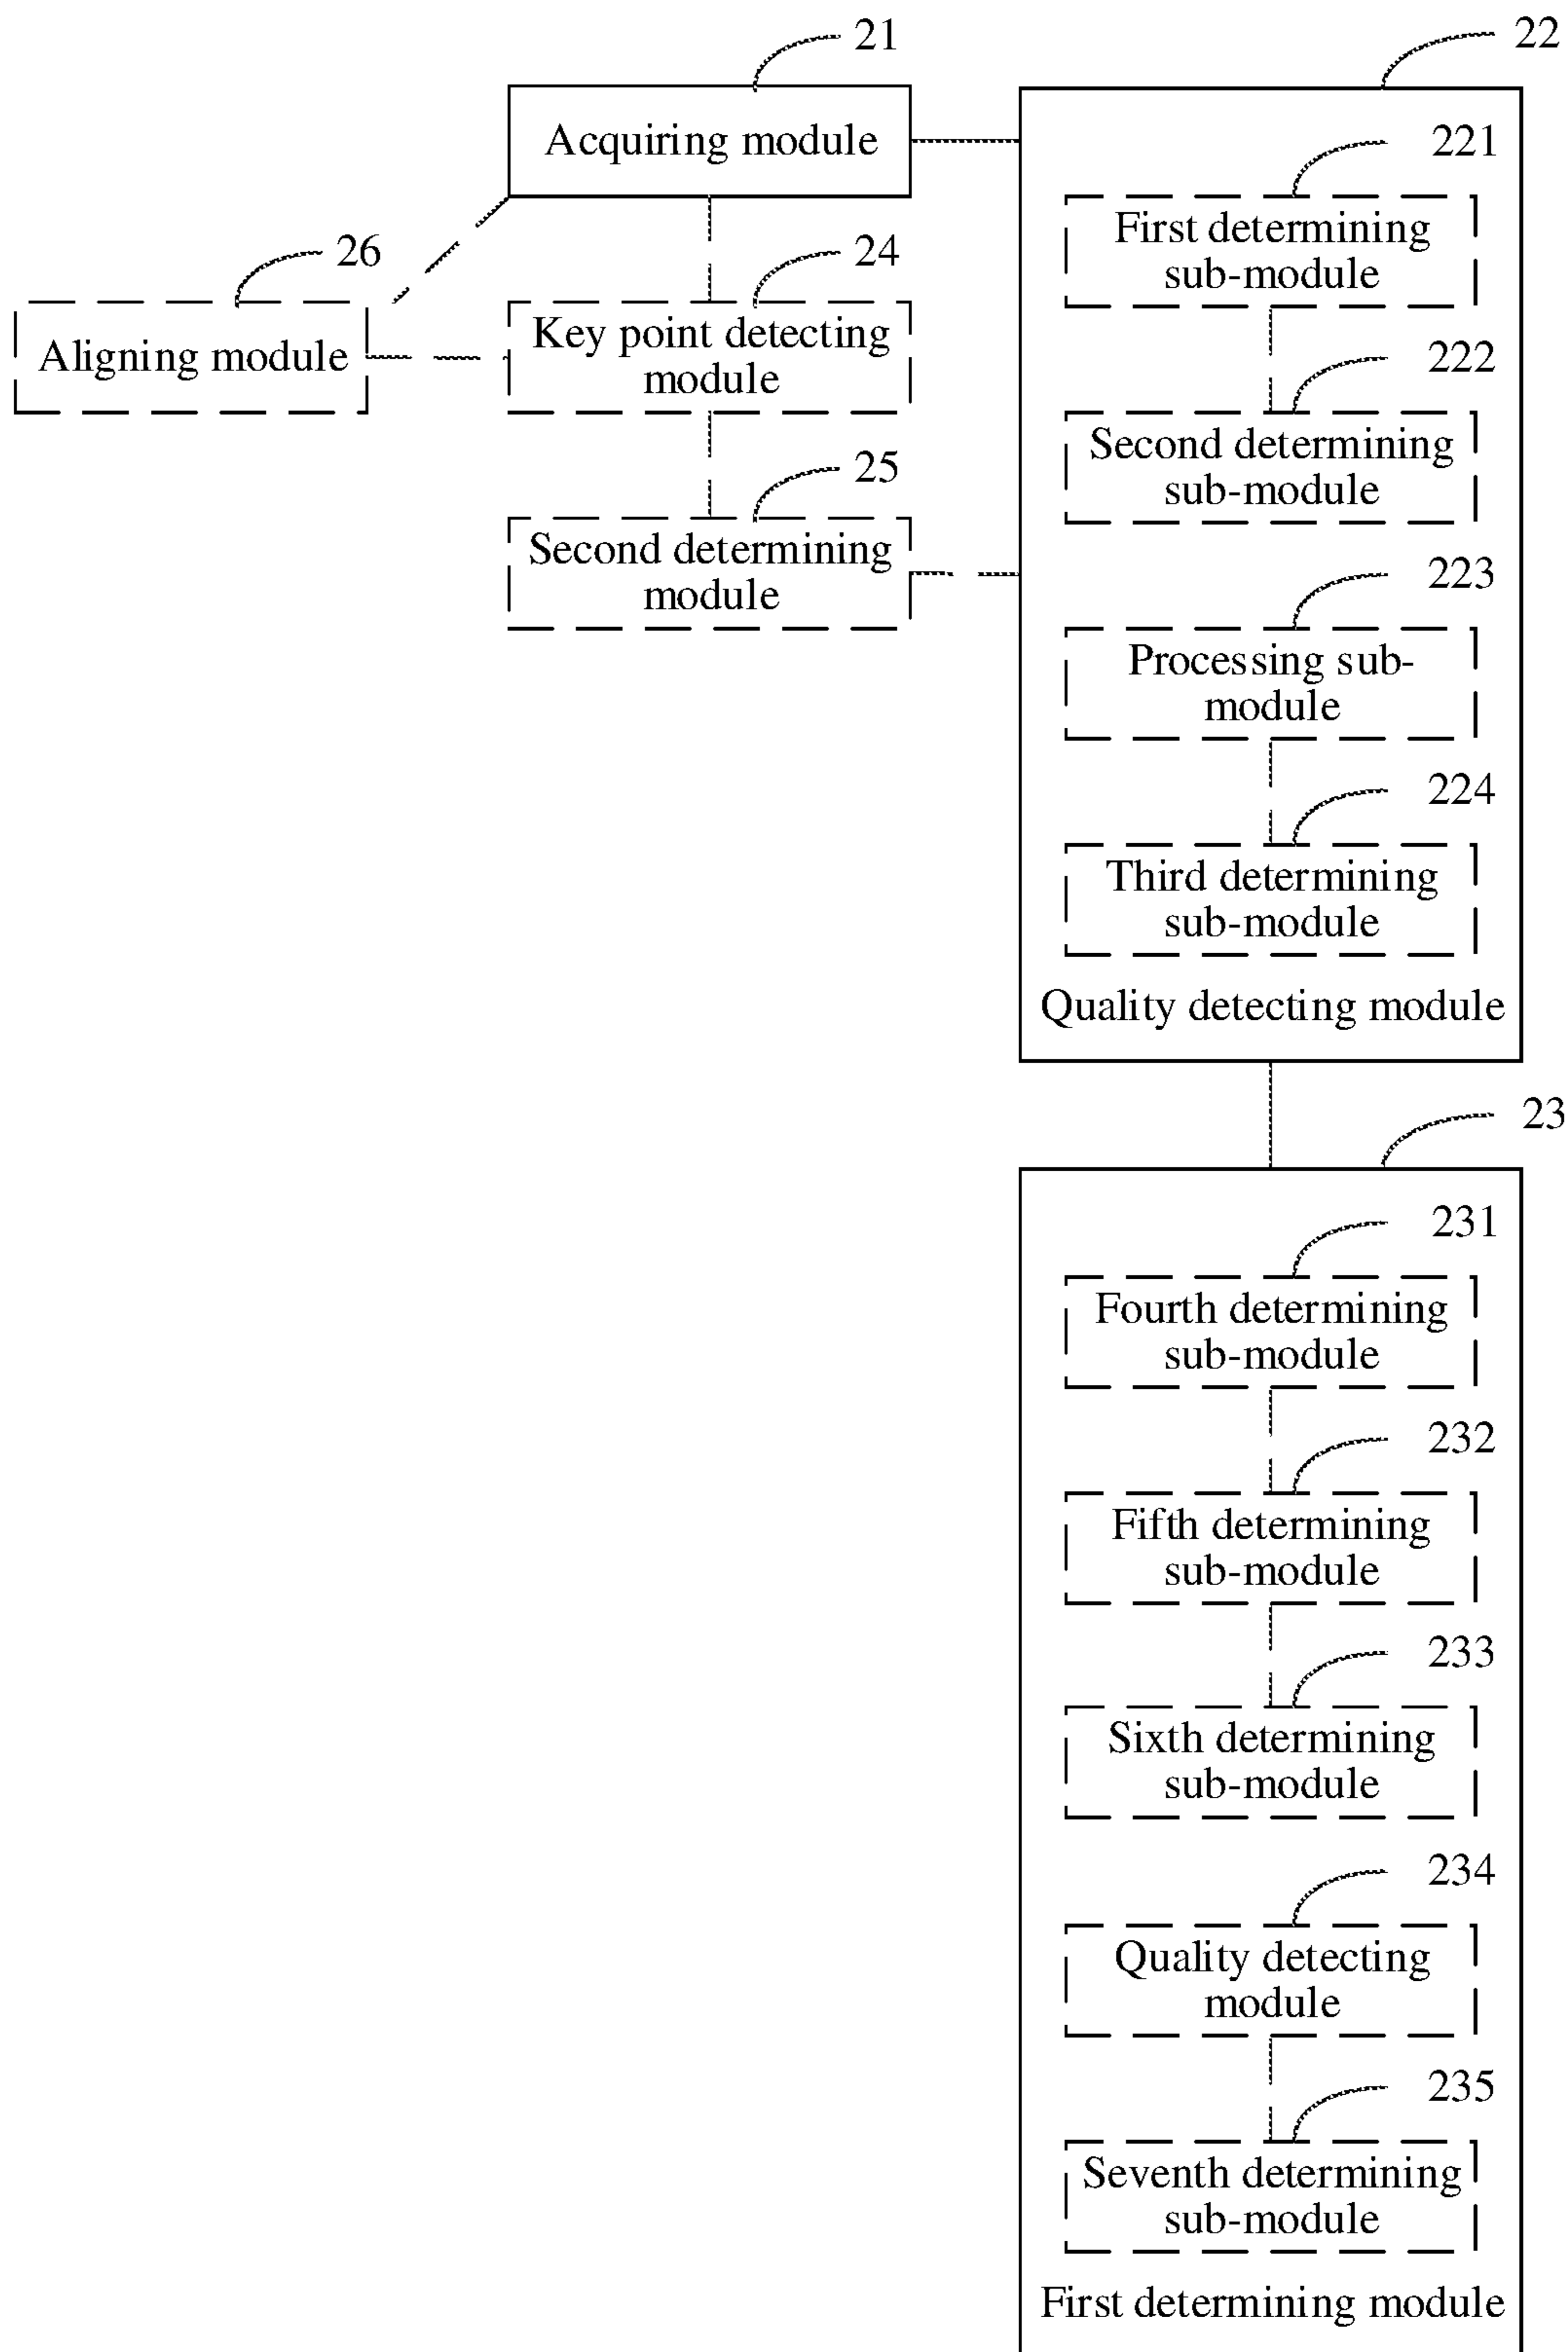 21
22
Acquiring module
221
First determining
sub-module
26
24
Aligning module
Key point detecting
module
222
Second determining
sub-module
25
Second determining
module
223
Processing sub-
module
224
Third determining
sub-module
Quality detecting module
23
231
Fourth determining
sub-module
232
Fifth determining
sub-module
233
Sixth determining
sub-module
234
Quality detecting
module
235
Seventh determining
sub-module
First determining module